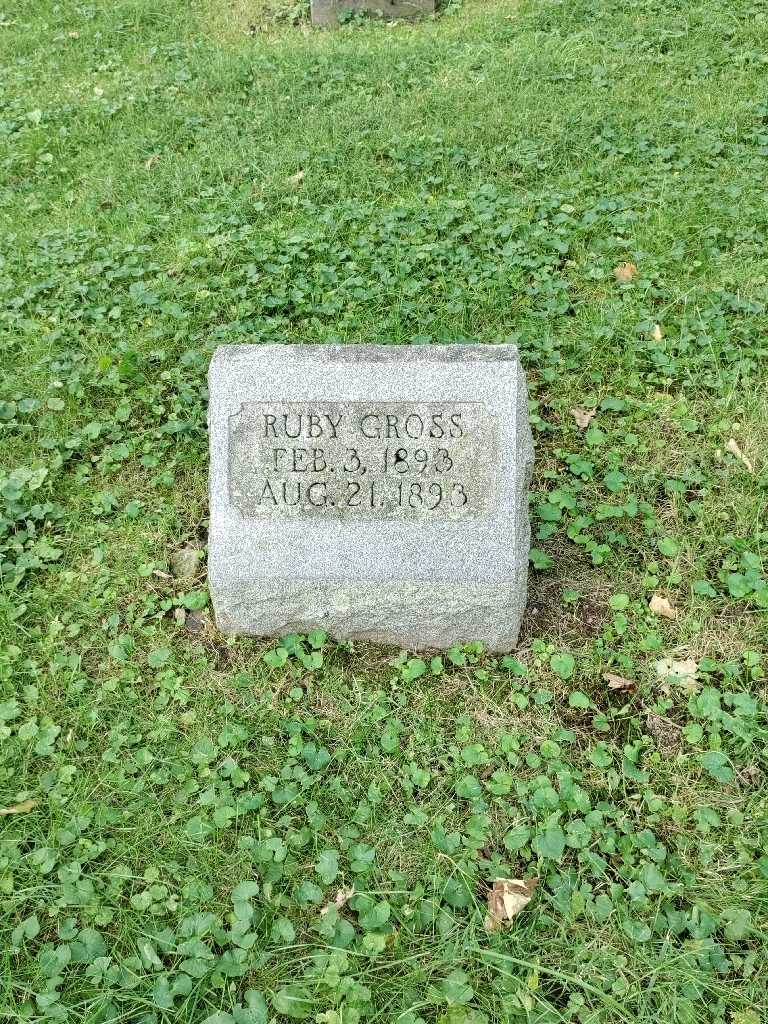 RUBY GROSS
FEB. 3, 1893
AUG. 21, 1893